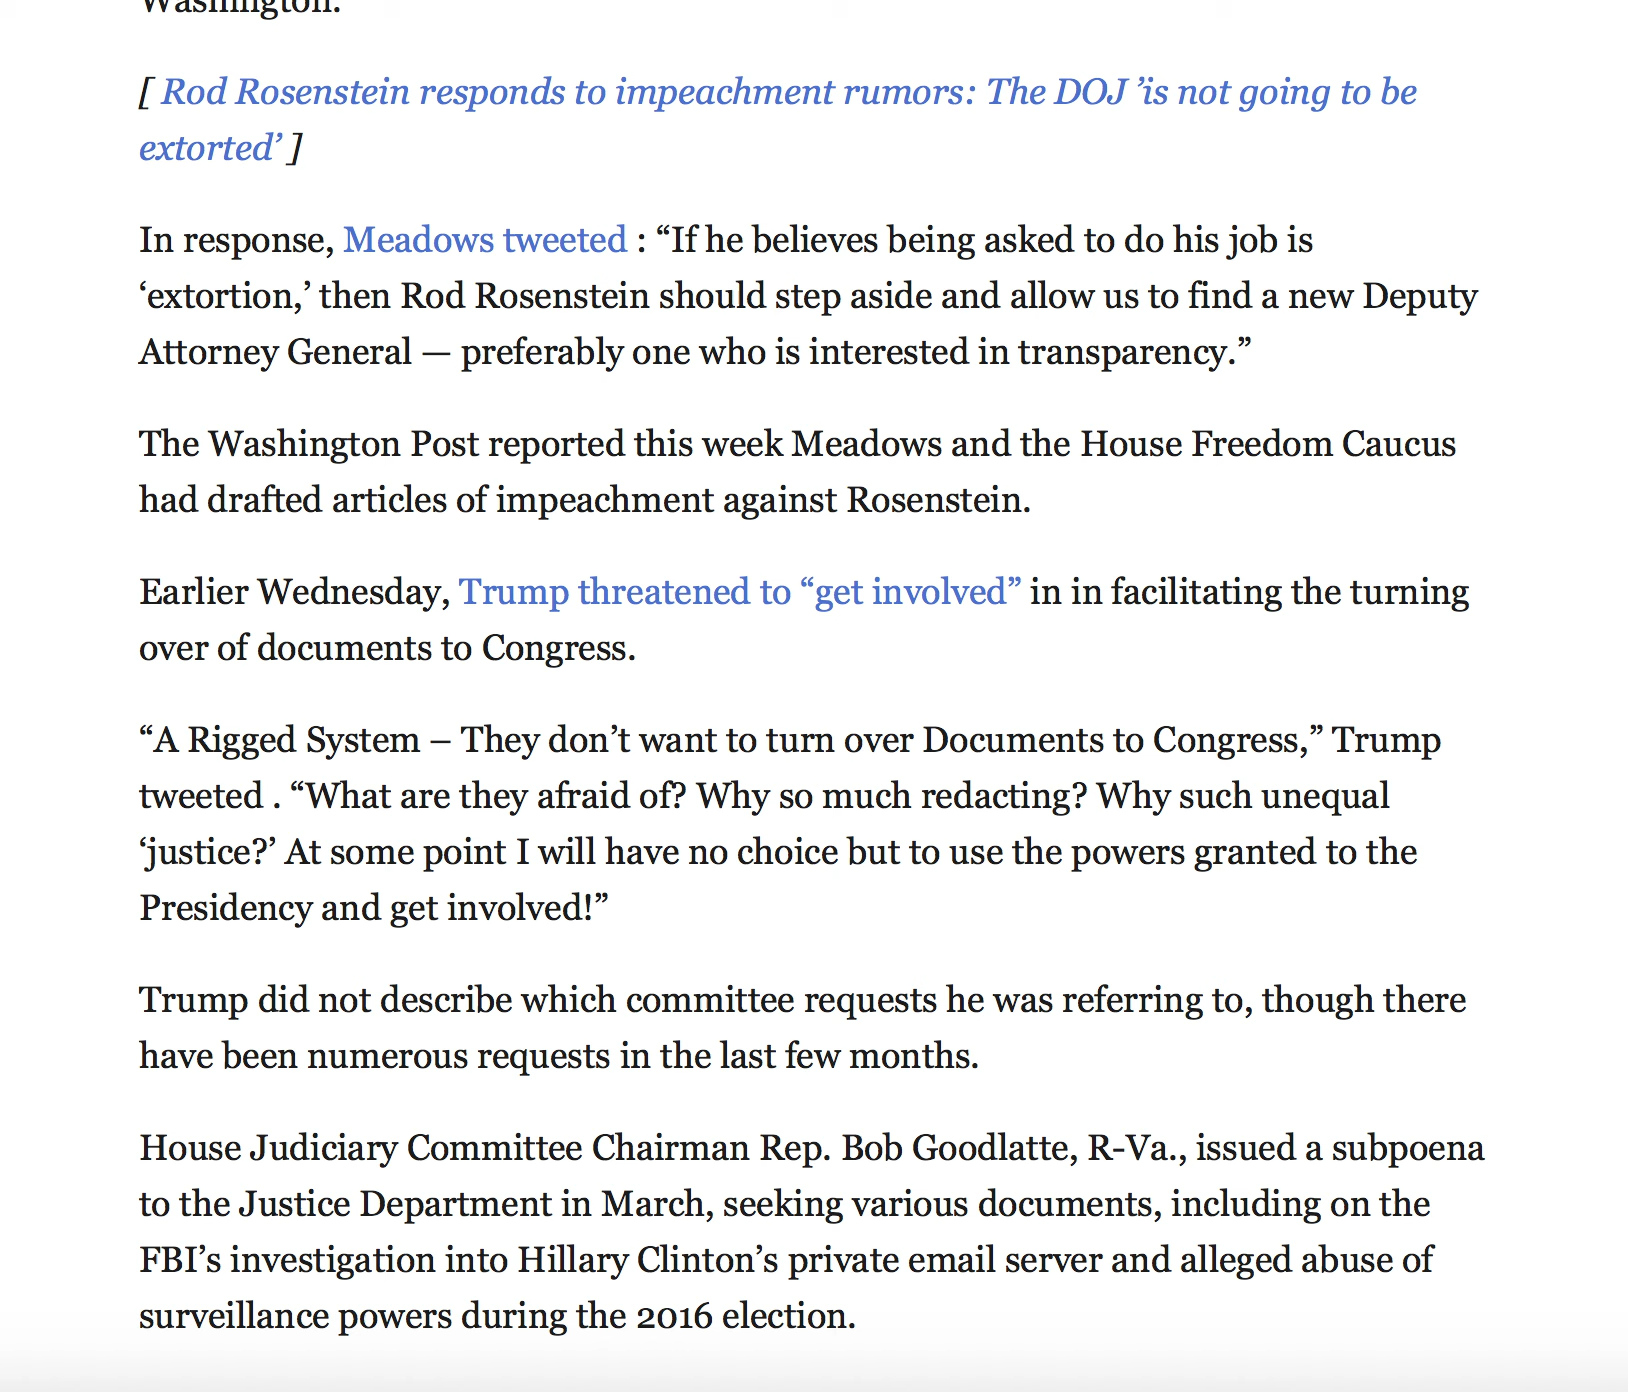 Washington.
[ Rod Rosenstein responds to impeachment rumors: The DOJ ’is not going to be
extorted’ ]
In response, Meadows tweeted : “If he believes being asked to do his job is
‘extortion,’ then Rod Rosenstein should step aside and allow us to find a new Deputy
Attorney General — preferably one who is interested in transparency.”
The Washington Post reported this week Meadows and the House Freedom Caucus
had drafted articles of impeachment against Rosenstein.
Earlier Wednesday, Trump threatened to “get involved” in in facilitating the turning
over of documents to Congress.
“A Rigged System – They don’t want to turn over Documents to Congress,” Trump
tweeted . “What are they afraid of? Why so much redacting? Why such unequal
‘justice?’ At some point I will have no choice but to use the powers granted to the
Presidency and get involved!”
Trump did not describe which committee requests he was referring to, though there
have been numerous requests in the last few months.
House Judiciary Committee Chairman Rep. Bob Goodlatte, R-Va., issued a subpoena
to the Justice Department in March, seeking various documents, including on the
FBI’s investigation into Hillary Clinton’s private email server and alleged abuse of
surveillance powers during the 2016 election.